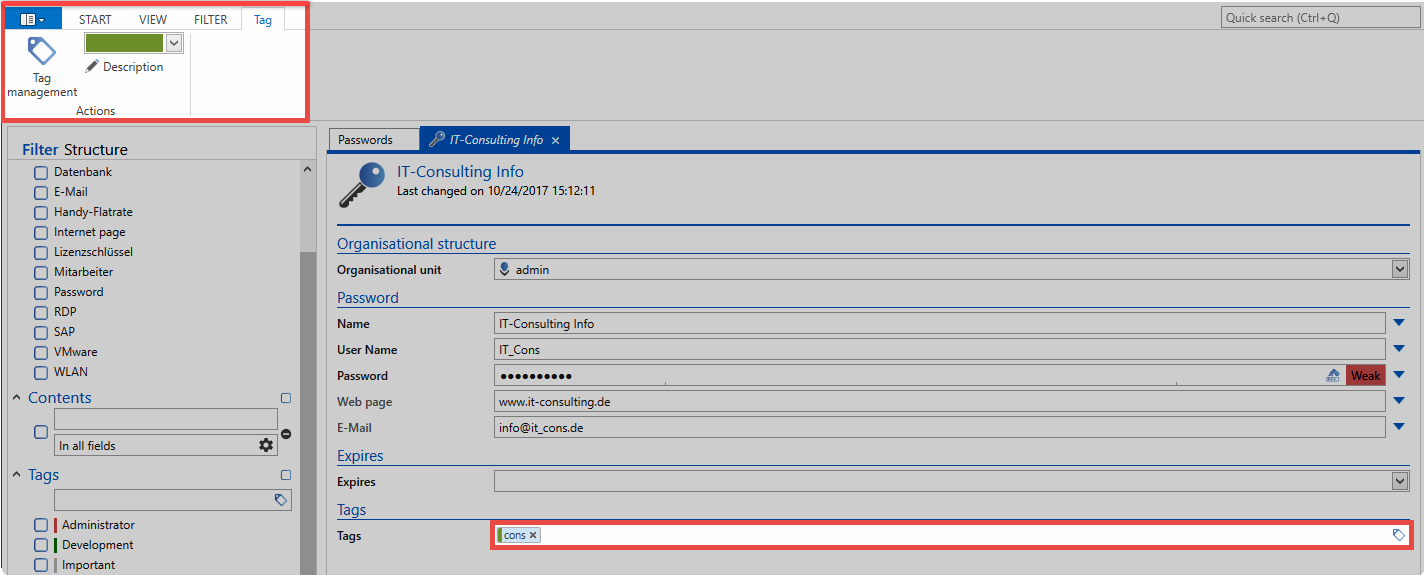 START VIEW FILTER Tag
Quick search (Ctrl+Q)
Tag
management
Description
Actions
Filter Structure
Datenbank
E-Mail
Handy-Flatrate
Internet page
Lizenzschlüssel
Mitarbeiter
Password
RDP
SAP
VMware
WLAN
Contents
In all fields
Tags
Administrator
Development
Important
Passwords
IT-Consulting Info
IT-Consulting Info
Last changed on 10/24/2017 15:12:11
Organisational structure
Organisational unit admin
Password
Name IT-Consulting Info
User Name IT_Cons
Password ●●●●●●●●●● Weak
Web page www.it-consulting.de
E-Mail info@it_cons.de
Expires
Expires
Tags
Tags cons